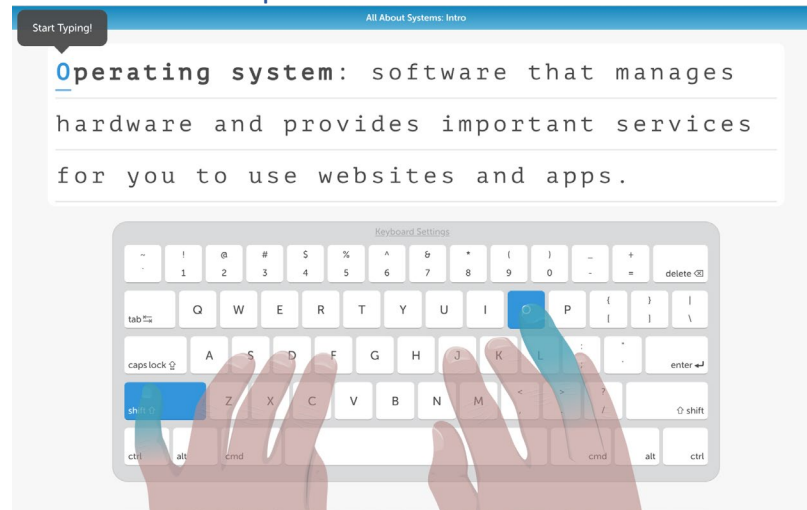 All About Systems: Intro
Start Typing!
Operating system: software that manages
hardware and provides important services
for you to use websites and apps.
Keyboard Settings
~ ! @ # $ % ^ & * ( ) _ +
` 1 2 3 4 5 6 7 8 9 0 - = delete
tab Q W E R T Y U I O P { [ } ] | \
caps lock A S D F G H J K L : ; " ' enter
shift Z X C V B N M < , > . ? / shift
ctrl alt cmd cmd alt ctrl